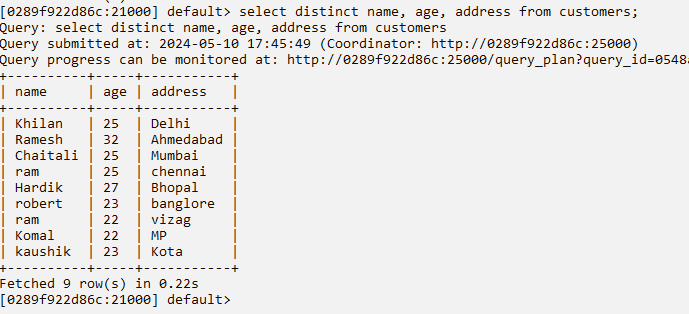 [0289f922d86c:21000] default> select distinct name, age, address from customers;
Query: select distinct name, age, address from customers
Query submitted at: 2024-05-10 17:45:49 (Coordinator: http://0289f922d86c:25000)
Query progress can be monitored at: http://0289f922d86c:25000/query_plan?query_id=0548
+----------+-----+-----------+
| name     | age | address   |
+----------+-----+-----------+
| Khilan   | 25  | Delhi     |
| Ramesh   | 32  | Ahmedabad |
| Chaitali | 25  | Mumbai    |
| ram      | 25  | chennai   |
| Hardik   | 27  | Bhopal    |
| robert   | 23  | banglore  |
| ram      | 22  | vizag     |
| Komal    | 22  | MP        |
| kaushik  | 23  | Kota      |
+----------+-----+-----------+
Fetched 9 row(s) in 0.22s
[0289f922d86c:21000] default>